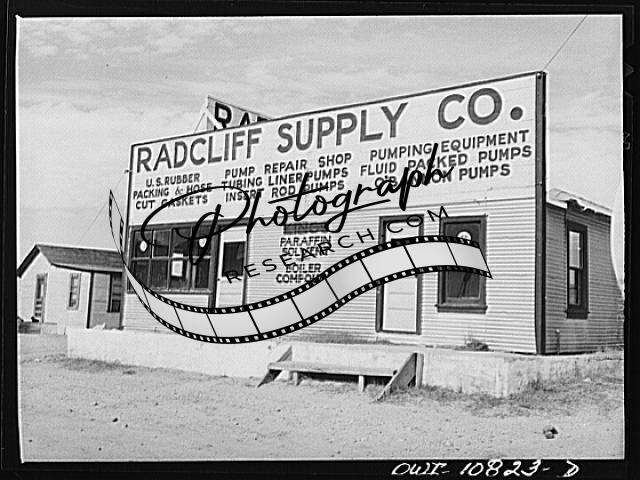 RA
RADCLIFF SUPPLY CO.
U.S. RUBBER PUMP REPAIR SHOP PUMPING EQUIPMENT
PACKING & HOSE TUBING LINER PUMPS FLUID PACKED PUMPS
CUT GASKETS INSERT ROD PUMPS PUMPS
PARAFFIN
SOLVENT
BOILER
COMPOUND
Photograph
RESEARCH.COM
OWI-10823-D